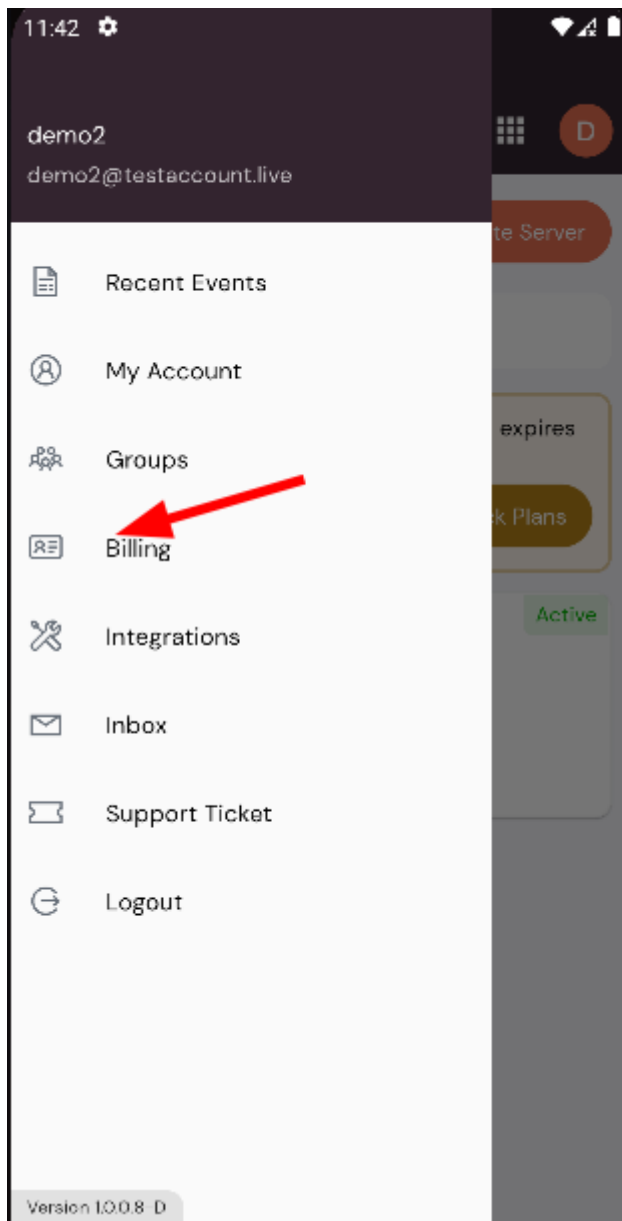 11:42
demo2
demo2@testaccount.live
D
te Server
Recent Events
My Account
expires
Groups
k Plans
Billing
Active
Integrations
Inbox
Support Ticket
Logout
Version 1.0.0.8-D